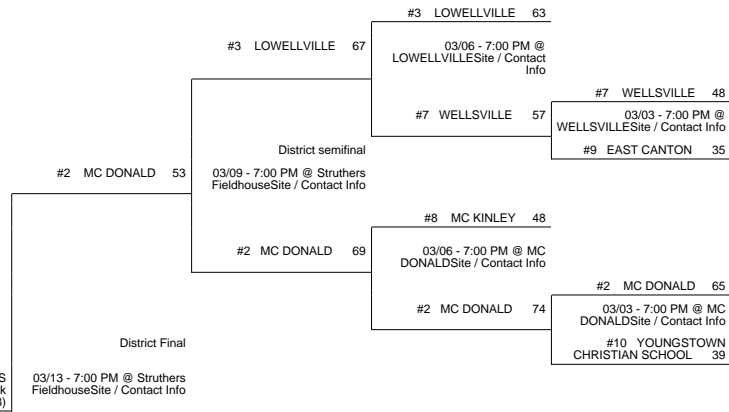 #3 LOWELLVILLE 63
#3 LOWELLVILLE 67
03/06 - 7:00 PM @
LOWELLVILLESite / Contact
Info
#7 WELLSVILLE 48
#7 WELLSVILLE 57
03/03 - 7:00 PM @
WELLSVILLESite / Contact Info
#9 EAST CANTON 35
District semifinal
#2 MC DONALD 53
03/09 - 7:00 PM @ Struthers
FieldhouseSite / Contact Info
#8 MC KINLEY 48
#2 MC DONALD 69
03/06 - 7:00 PM @ MC
DONALDSite / Contact Info
#2 MC DONALD 65
#2 MC DONALD 74
03/03 - 7:00 PM @ MC
DONALDSite / Contact Info
#10 YOUNGSTOWN
CHRISTIAN SCHOOL 39
District Final
03/13 - 7:00 PM @ Struthers
FieldhouseSite / Contact Info